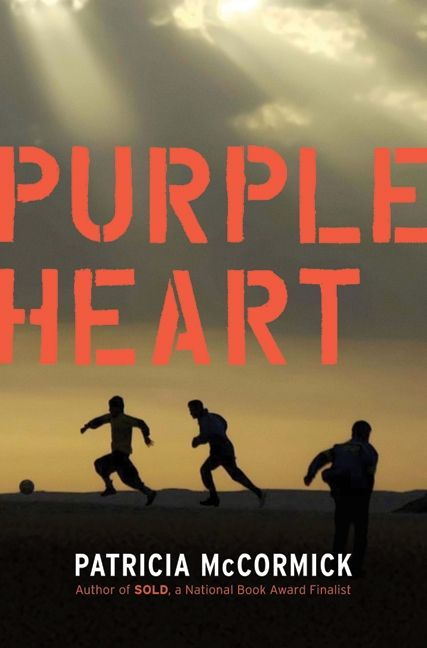 PURPLE
HEART
PATRICIA McCORMICK
Author of SOLD, a National Book Award Finalist